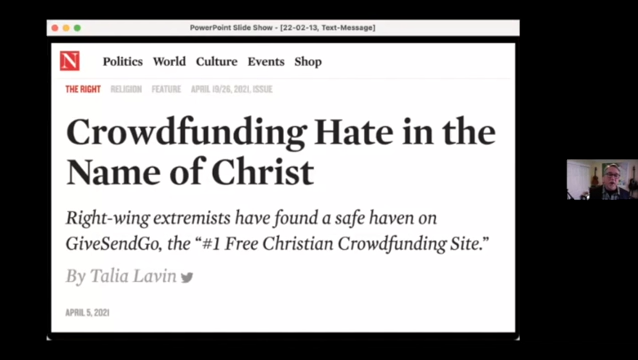 PowerPoint Slide Show - [22-02-13, Text-Message]
N Politics World Culture Events Shop
THE RIGHT RELIGION FEATURE APRIL 19/26, 2021, ISSUE
Crowdfunding Hate in the
Name of Christ
Right-wing extremists have found a safe haven on
GiveSendGo, the “#1 Free Christian Crowdfunding Site.”
By Talia Lavin
APRIL 5, 2021